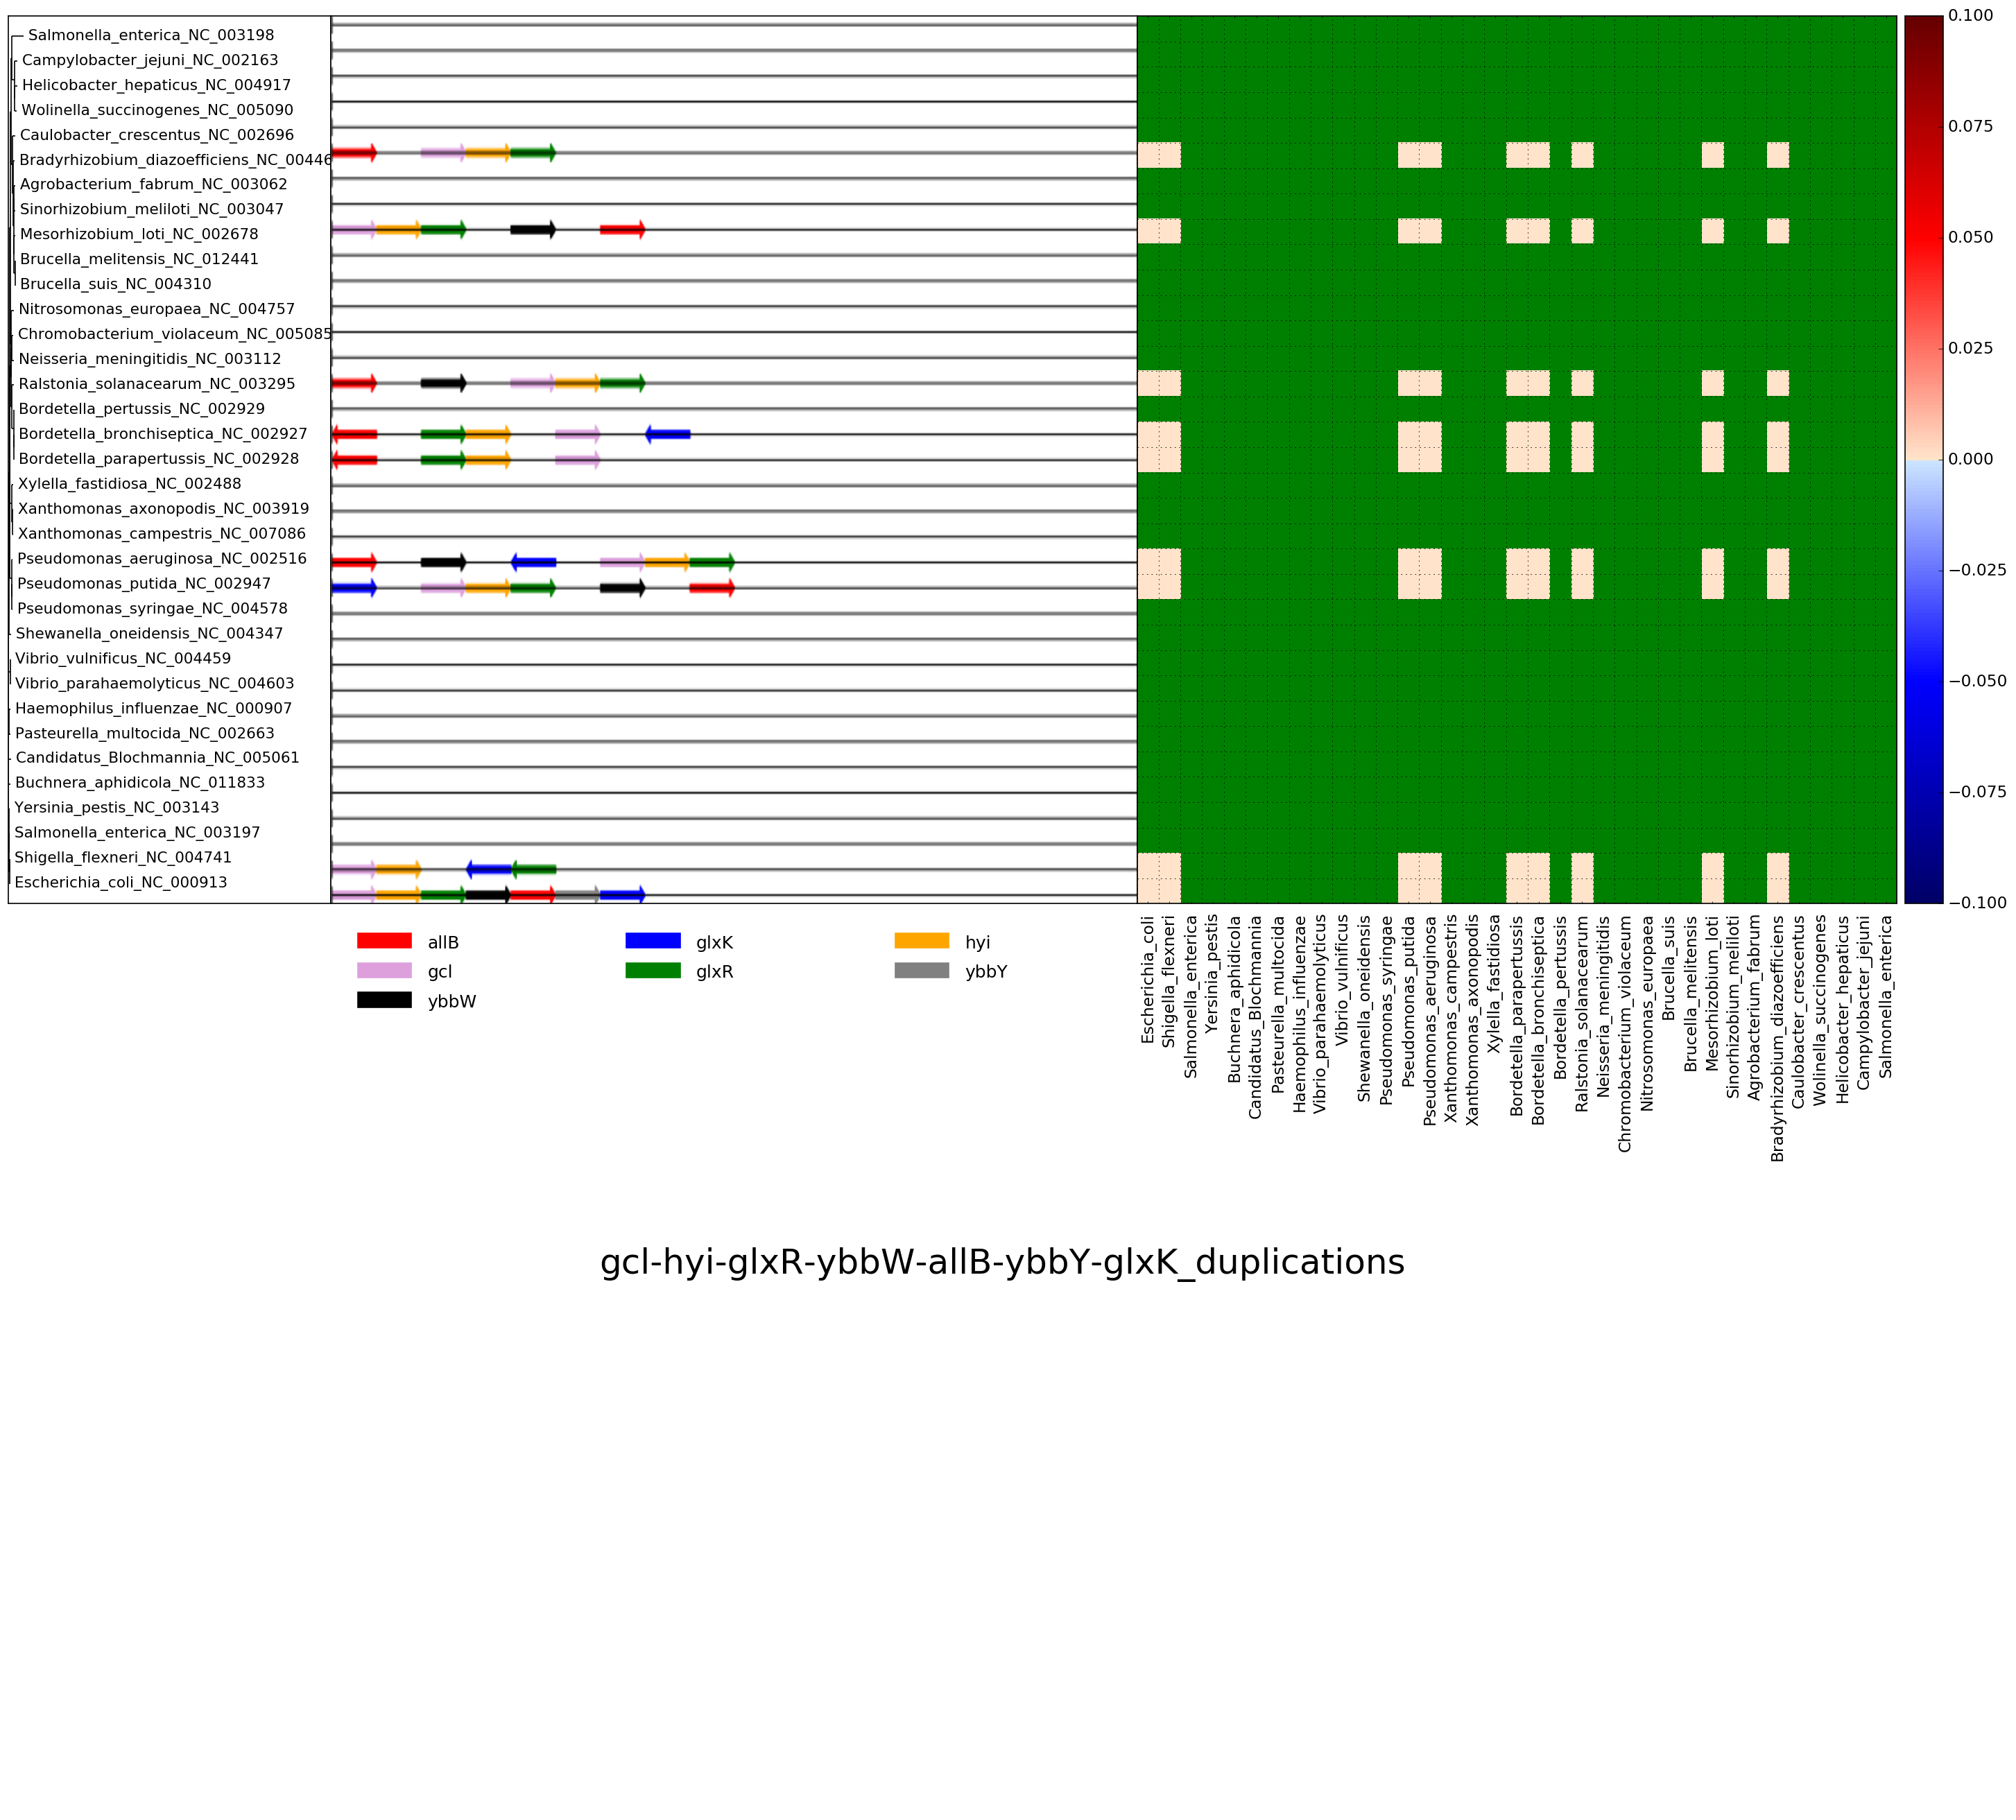 Salmonella_enterica_NC_003198
Campylobacter_jejuni_NC_002163
Helicobacter_hepaticus_NC_004917
Wolinella_succinogenes_NC_005090
Caulobacter_crescentus_NC_002696
Bradyrhizobium_diazoefficiens_NC_00446
Agrobacterium_fabrum_NC_003062
Sinorhizobium_meliloti_NC_003047
Mesorhizobium_loti_NC_002678
Brucella_melitensis_NC_012441
Brucella_suis_NC_004310
Nitrosomonas_europaea_NC_004757
Chromobacterium_violaceum_NC_005085
Neisseria_meningitidis_NC_003112
Ralstonia_solanacearum_NC_003295
Bordetella_pertussis_NC_002929
Bordetella_bronchiseptica_NC_002927
Bordetella_parapertussis_NC_002928
Xylella_fastidiosa_NC_002488
Xanthomonas_axonopodis_NC_003919
Xanthomonas_campestris_NC_007086
Pseudomonas_aeruginosa_NC_002516
Pseudomonas_putida_NC_002947
Pseudomonas_syringae_NC_004578
Shewanella_oneidensis_NC_004347
Vibrio_vulnificus_NC_004459
Vibrio_parahaemolyticus_NC_004603
Haemophilus_influenzae_NC_000907
Pasteurella_multocida_NC_002663
Candidatus_Blochmannia_NC_005061
Buchnera_aphidicola_NC_011833
Yersinia_pestis_NC_003143
Salmonella_enterica_NC_003197
Shigella_flexneri_NC_004741
Escherichia_coli_NC_000913
0.100
0.075
0.050
0.025
0.000
−0.025
−0.050
−0.075
−0.100
allB
gcl
ybbW
glxK
glxR
hyi
ybbY
Escherichia_coli
Shigella_flexneri
Salmonella_enterica
Yersinia_pestis
Buchnera_aphidicola
Candidatus_Blochmannia
Pasteurella_multocida
Haemophilus_influenzae
Vibrio_parahaemolyticus
Vibrio_vulnificus
Shewanella_oneidensis
Pseudomonas_syringae
Pseudomonas_putida
Pseudomonas_aeruginosa
Xanthomonas_campestris
Xanthomonas_axonopodis
Xylella_fastidiosa
Bordetella_parapertussis
Bordetella_bronchiseptica
Bordetella_pertussis
Ralstonia_solanacearum
Neisseria_meningitidis
Chromobacterium_violaceum
Nitrosomonas_europaea
Brucella_suis
Brucella_melitensis
Mesorhizobium_loti
Sinorhizobium_meliloti
Agrobacterium_fabrum
Bradyrhizobium_diazoefficiens
Caulobacter_crescentus
Wolinella_succinogenes
Helicobacter_hepaticus
Campylobacter_jejuni
Salmonella_enterica
gcl-hyi-glxR-ybbW-allB-ybbY-glxK_duplications